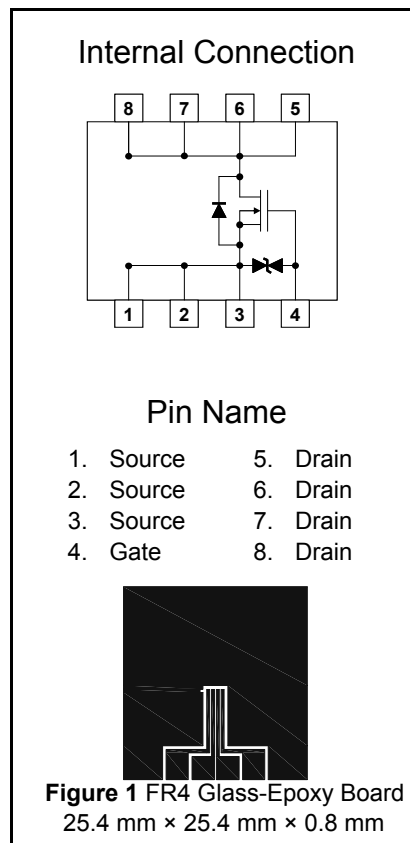 Internal Connection
8 7 6 5
1 2 3 4
Pin Name
1. Source 5. Drain
2. Source 6. Drain
3. Source 7. Drain
4. Gate 8. Drain
Figure 1 FR4 Glass-Epoxy Board
25.4 mm × 25.4 mm × 0.8 mm